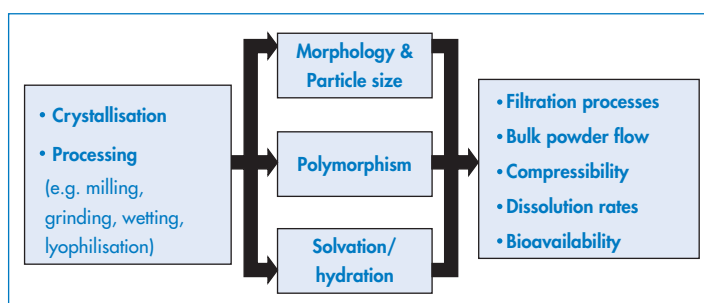 • Crystallisation
• Processing
(e.g. milling,
grinding, wetting,
lyophilisation)
Morphology &
Particle size
Polymorphism
Solvation/
hydration
• Filtration processes
• Bulk powder flow
• Compressibility
• Dissolution rates
• Bioavailability